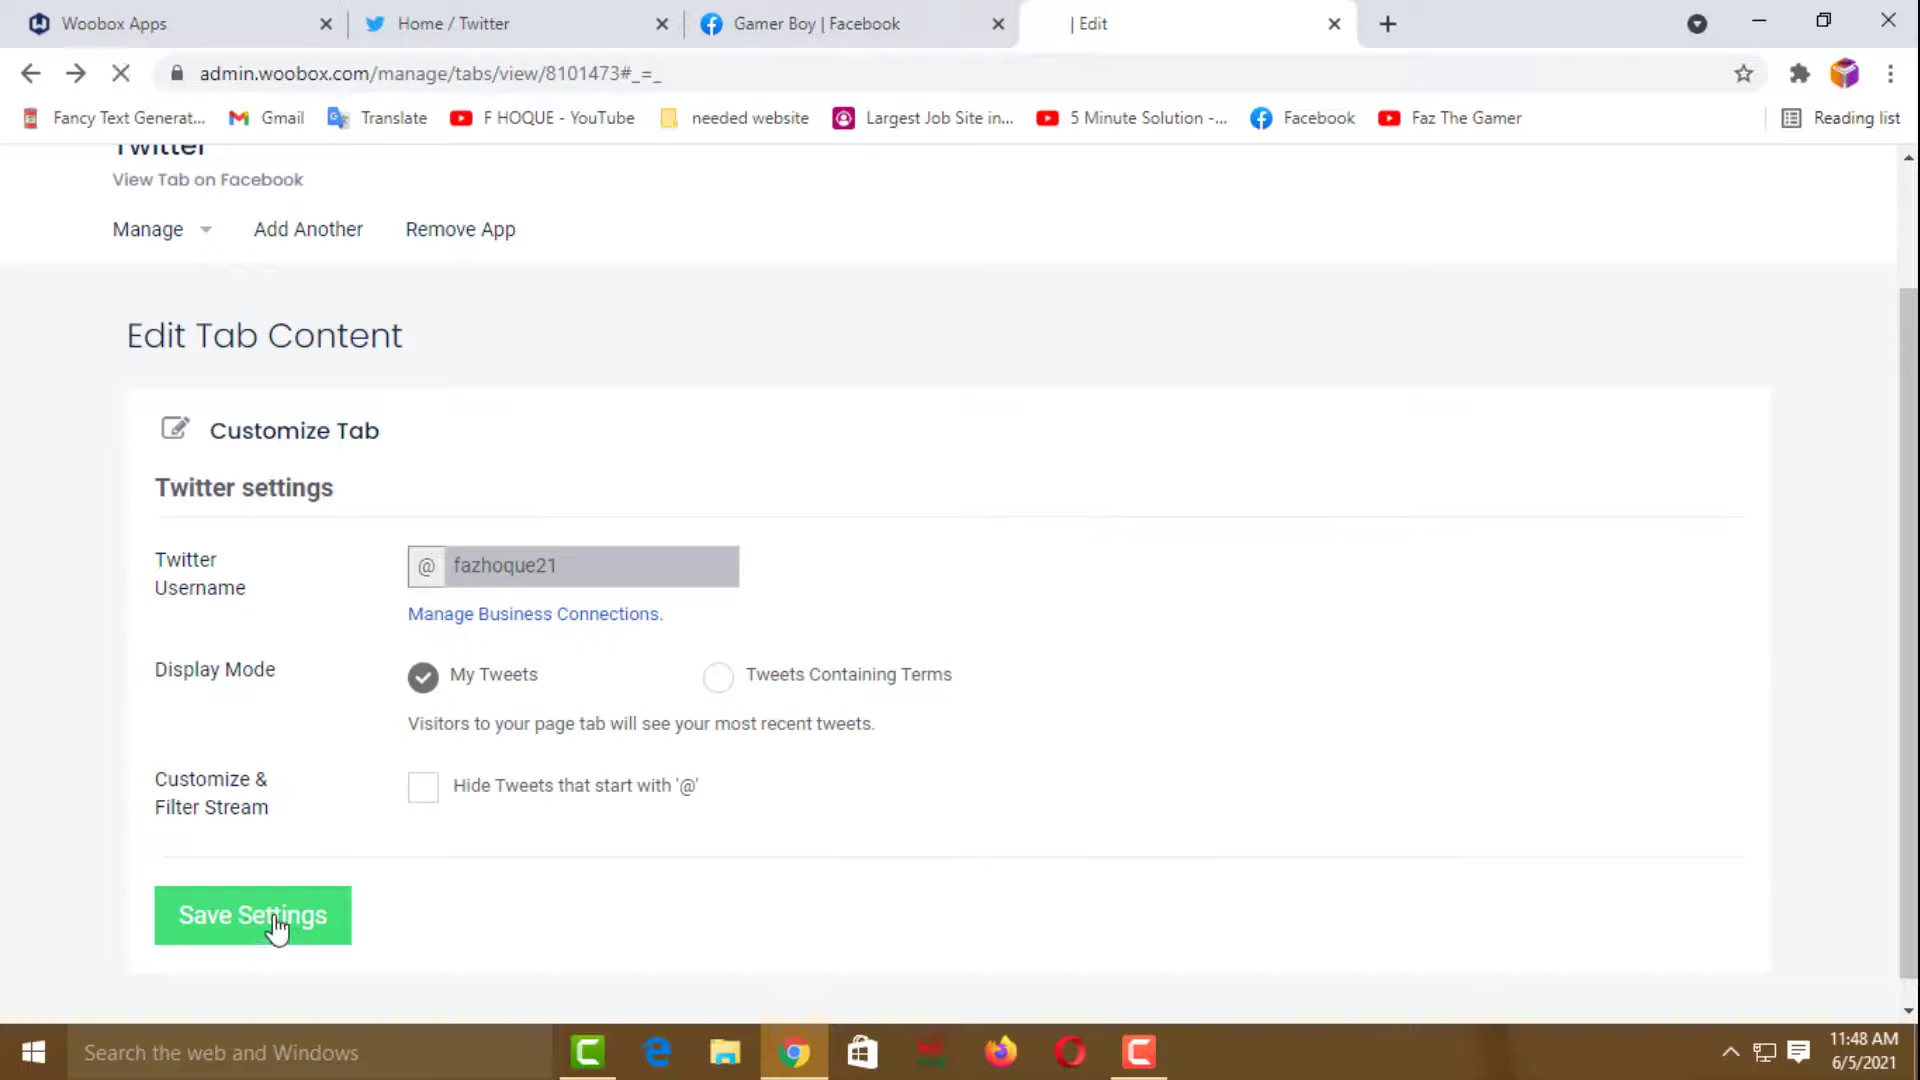 Woobox Apps
Home / Twitter
Gamer Boy | Facebook
| Edit
admin.woobox.com/manage/tabs/view/8101473#_=_
Fancy Text Generat...
Gmail
Translate
F HOQUE - YouTube
needed website
Largest Job Site in...
5 Minute Solution -...
Facebook
Faz The Gamer
Reading list
Twitter
View Tab on Facebook
Manage
Add Another
Remove App
Edit Tab Content
Customize Tab
Twitter settings
Twitter
Username
@ fazhoque21
Manage Business Connections.
Display Mode
My Tweets
Tweets Containing Terms
Visitors to your page tab will see your most recent tweets.
Customize &
Filter Stream
Hide Tweets that start with '@'
Save Settings
Search the web and Windows
11:48 AM
6/5/2021